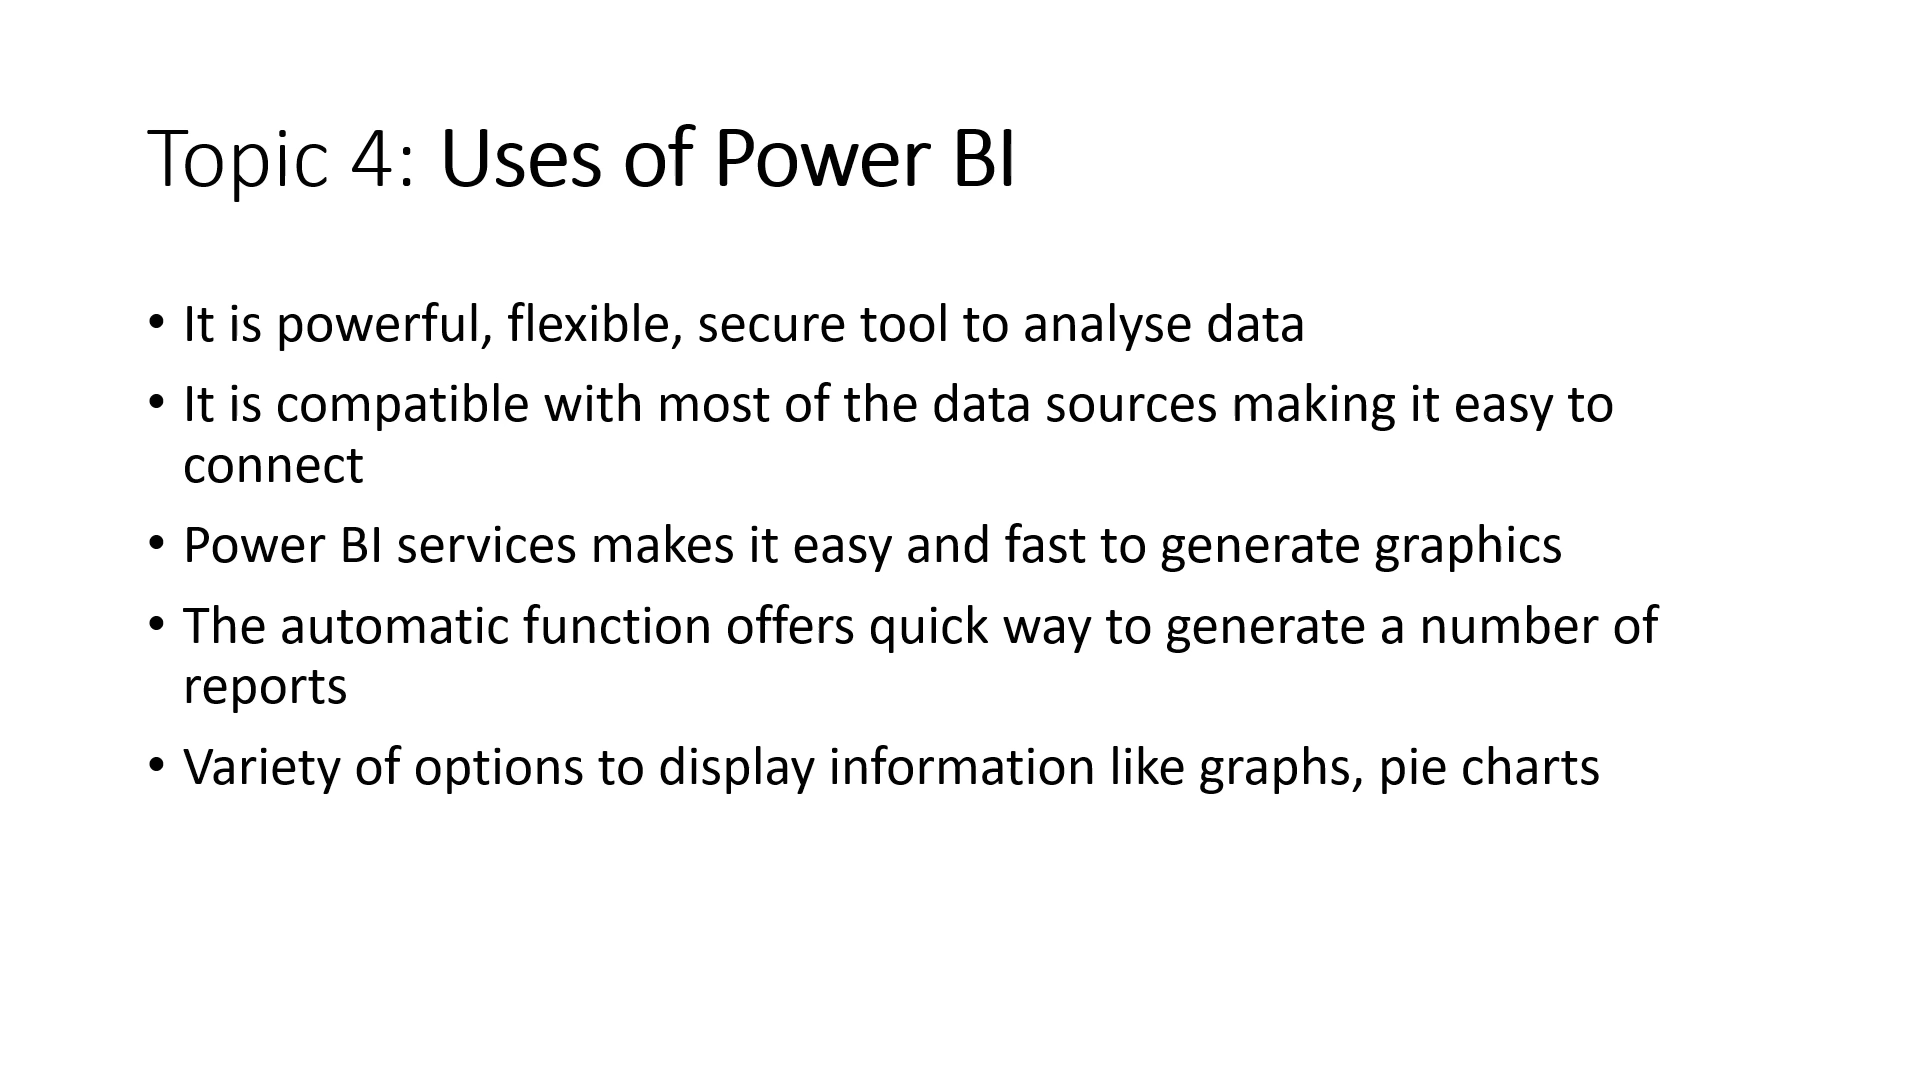 Topic 4: Uses of Power BI
• It is powerful, flexible, secure tool to analyse data
• It is compatible with most of the data sources making it easy to
connect
• Power BI services makes it easy and fast to generate graphics
• The automatic function offers quick way to generate a number of
reports
• Variety of options to display information like graphs, pie charts